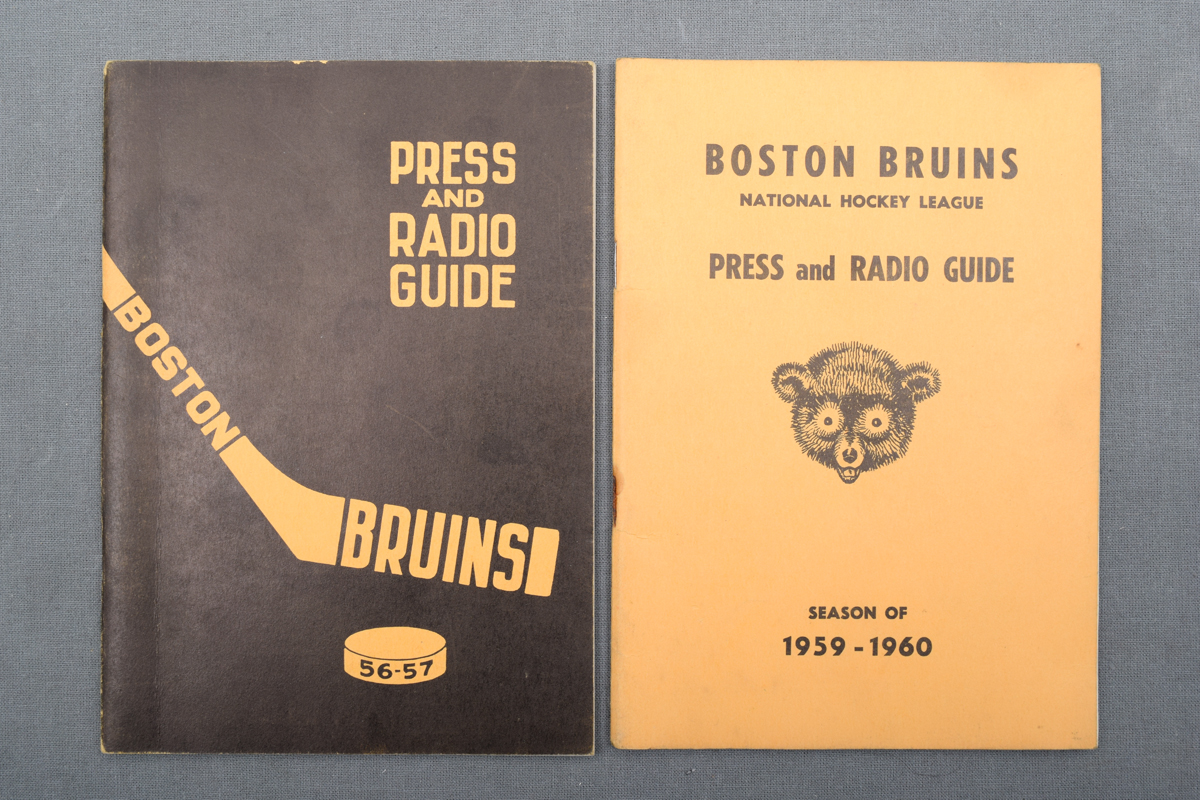 PRESS
AND
RADIO
GUIDE
BOSTON
BRUINS
56-57
BOSTON BRUINS
NATIONAL HOCKEY LEAGUE
PRESS and RADIO GUIDE
SEASON OF
1959-1960